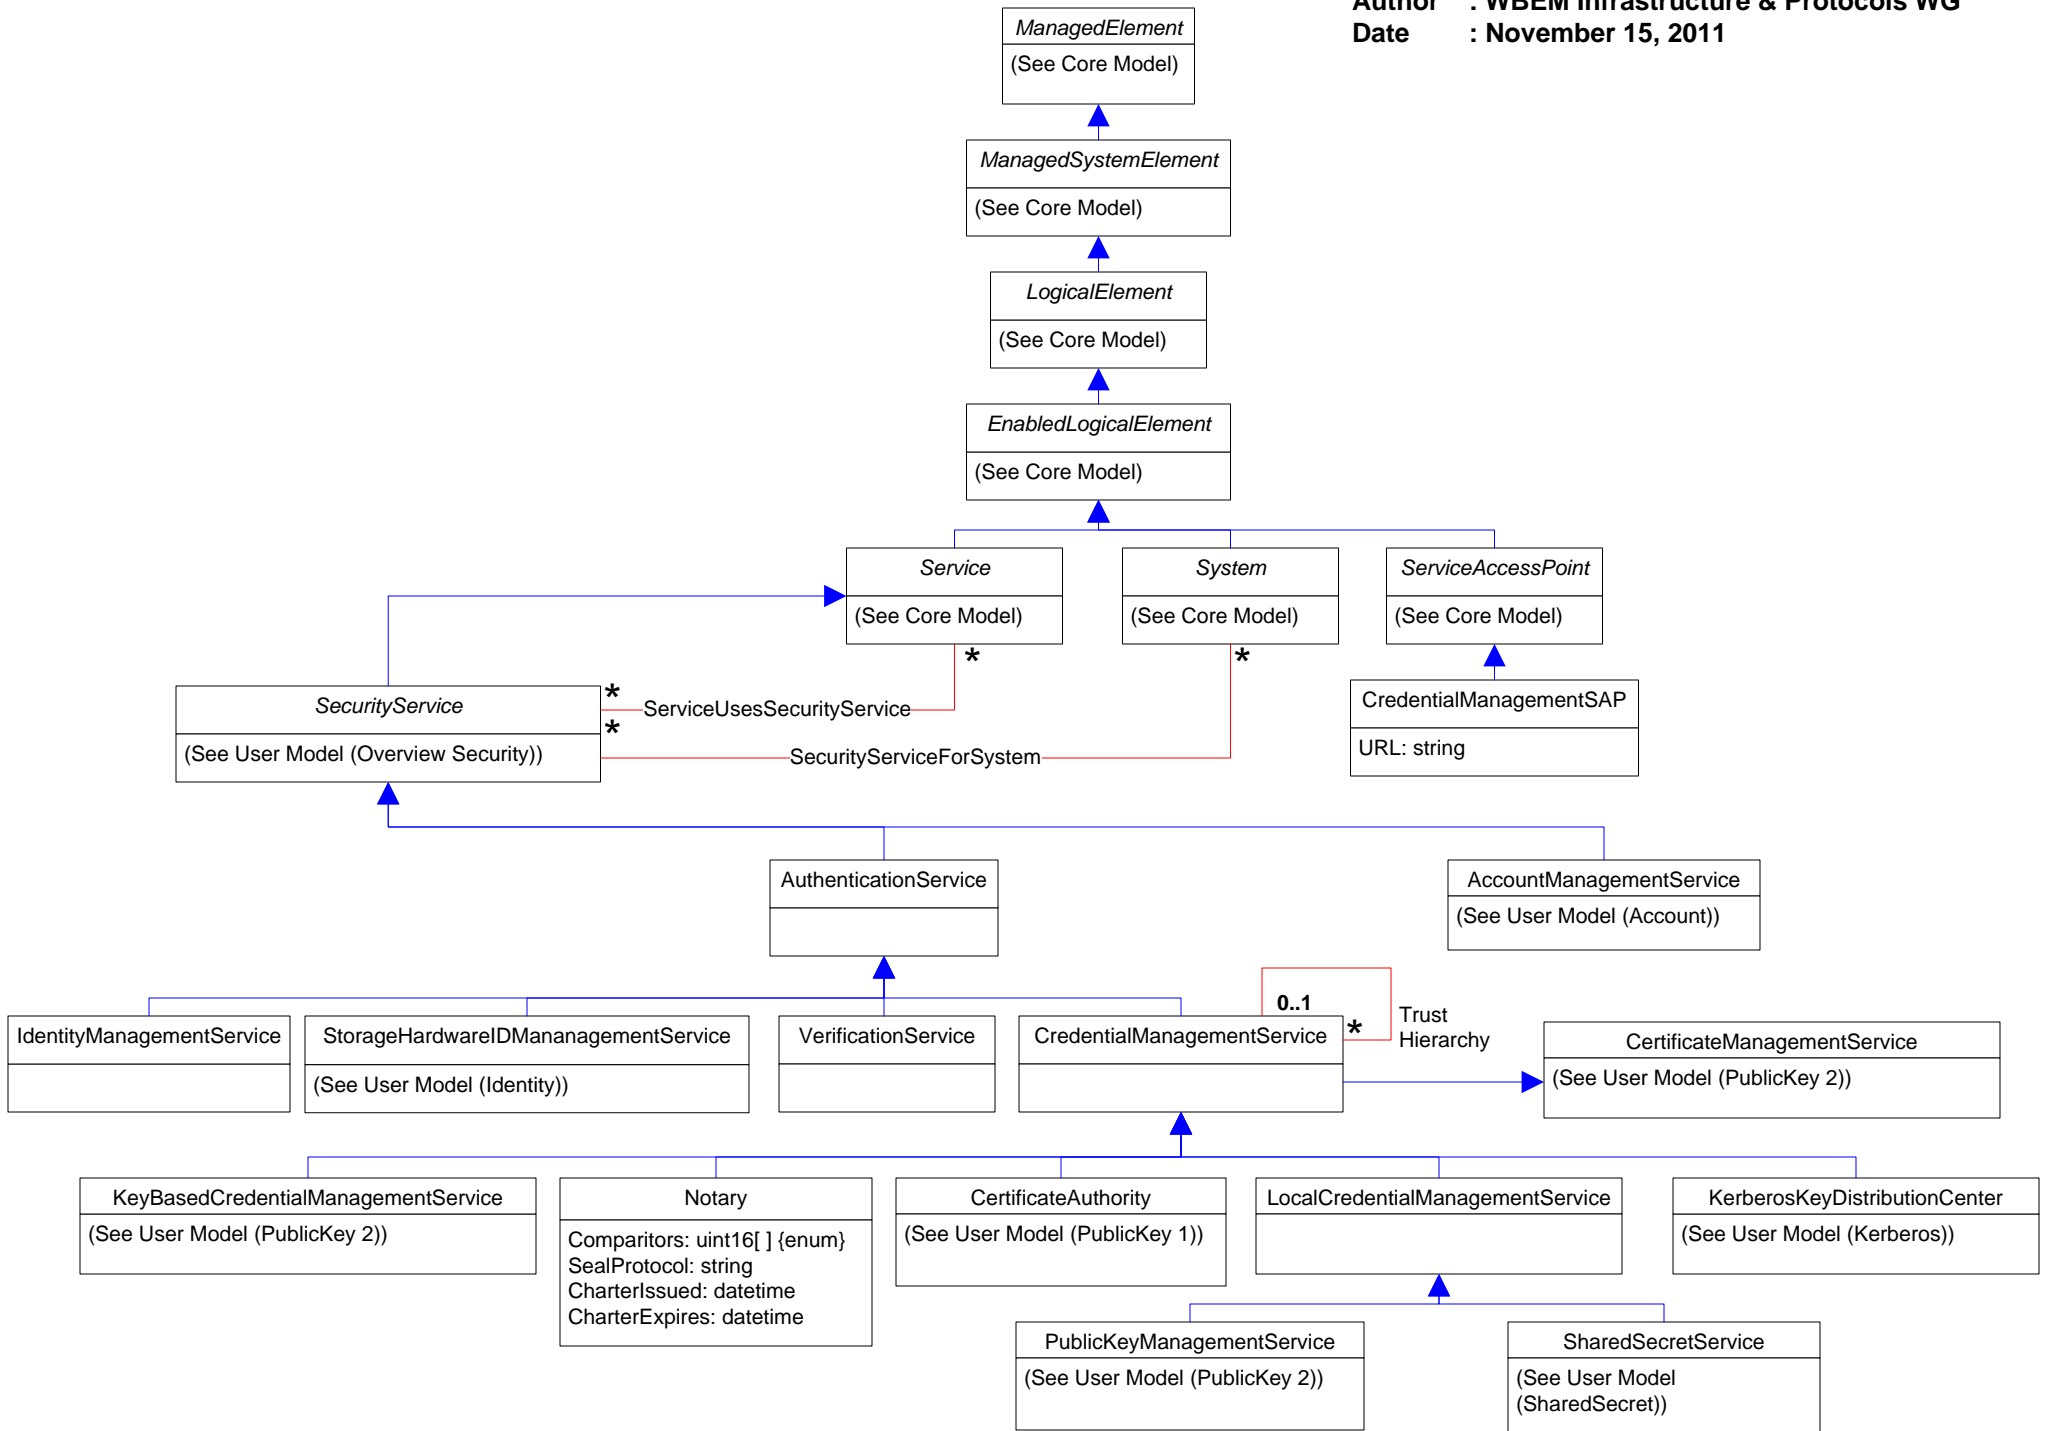 Author : WBEM Infrastructure & Protocols WG
Date : November 15, 2011
ManagedElement
(See Core Model)
ManagedSystemElement
(See Core Model)
LogicalElement
(See Core Model)
EnabledLogicalElement
(See Core Model)
Service
(See Core Model)
System
(See Core Model)
ServiceAccessPoint
(See Core Model)
*
*
SecurityService
(See User Model (Overview Security))
*
ServiceUsesSecurityService
*
SecurityServiceForSystem
CredentialManagementSAP
URL: string
AuthenticationService
AccountManagementService
(See User Model (Account))
IdentityManagementService
StorageHardwareIDMananagementService
(See User Model (Identity))
VerificationService
CredentialManagementService
0..1
*
Trust
Hierarchy
CertificateManagementService
(See User Model (PublicKey 2))
KeyBasedCredentialManagementService
(See User Model (PublicKey 2))
Notary
Comparitors: uint16[ ] {enum}
SealProtocol: string
CharterIssued: datetime
CharterExpires: datetime
CertificateAuthority
(See User Model (PublicKey 1))
LocalCredentialManagementService
KerberosKeyDistributionCenter
(See User Model (Kerberos))
PublicKeyManagementService
(See User Model (PublicKey 2))
SharedSecretService
(See User Model
(SharedSecret))